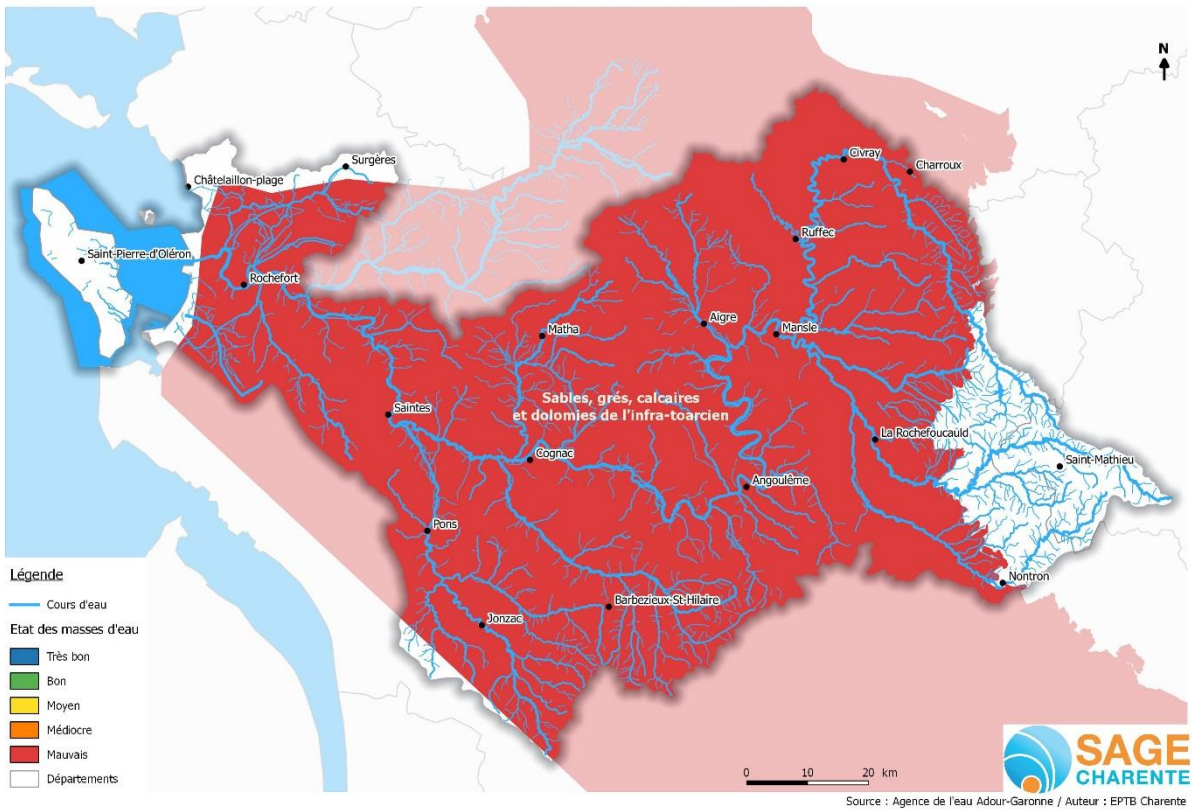 N
Surgères
Châtelaillon-plage
Civray
Charroux
Saint-Pierre-d'Oléron
Ruffec
Rochefort
Aigre
Matha
Mansle
Sables, grés, calcaires
et dolomies de l'infra-toarcien
Saintes
La Rochefoucauld
Cognac
Saint-Mathieu
Angoulême
Pons
Nontron
Barbezieux-St-Hilaire
Jonzac
Légende
Cours d'eau
Etat des masses d'eau
Très bon
Bon
Moyen
Médiocre
Mauvais
Départements
0 10 20 km
SAGE
CHARENTE
Source : Agence de l'eau Adour-Garonne / Auteur : EPTB Charente